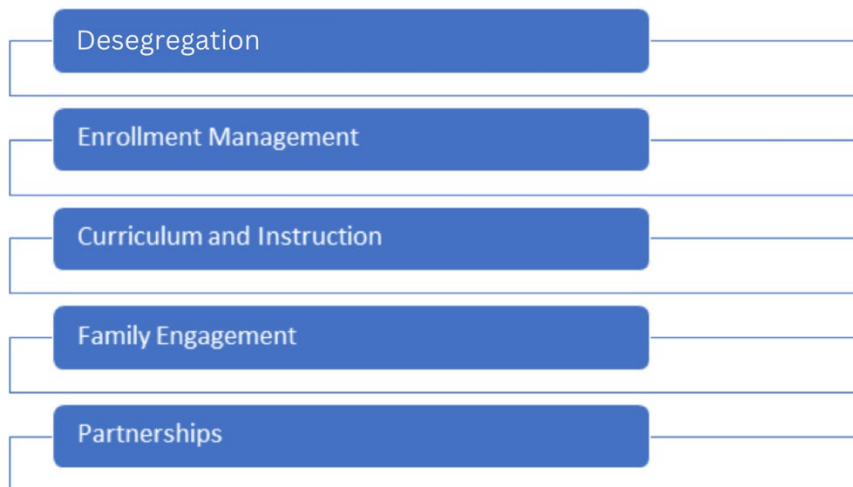 Desegregation
Enrollment Management
Curriculum and Instruction
Family Engagement
Partnerships